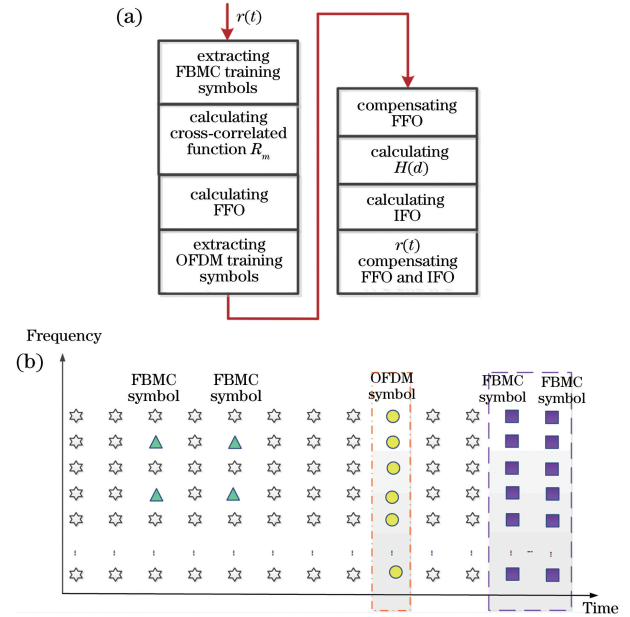 (a)
r(t)
extracting
FBMC training
symbols
calculating
cross-correlated
function Rm
calculating
FFO
extracting
OFDM training
symbols
compensating
FFO
calculating
H(d)
calculating
IFO
r(t)
compensating
FFO and IFO
Frequency
(b)
FBMC
symbol
FBMC
symbol
OFDM
symbol
FBMC
symbol
FBMC
symbol
Time